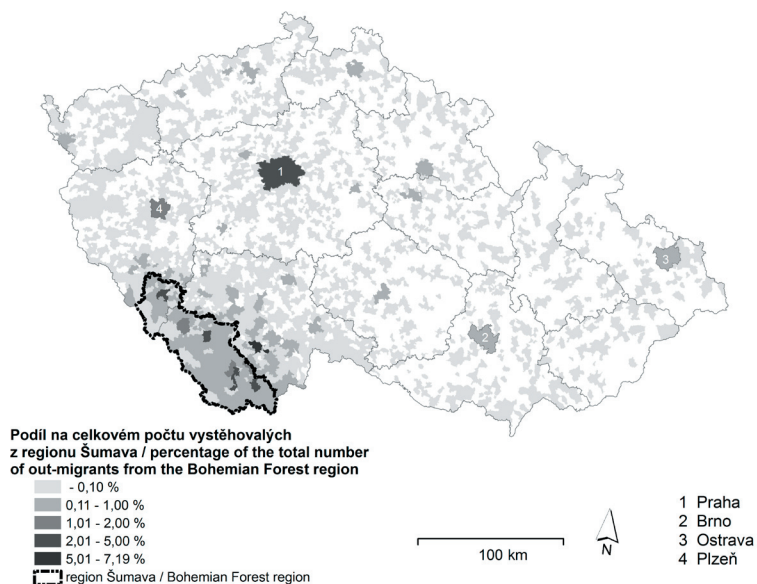 1
4
3
2
Podíl na celkovém počtu vystěhovalých
z regionu Šumava / percentage of the total number
of out-migrants from the Bohemian Forest region
- 0,10 %
0,11 - 1,00 %
1,01 - 2,00 %
2,01 - 5,00 %
5,01 - 7,19 %
region Šumava / Bohemian Forest region
100 km
N
1 Praha
2 Brno
3 Ostrava
4 Plzeň